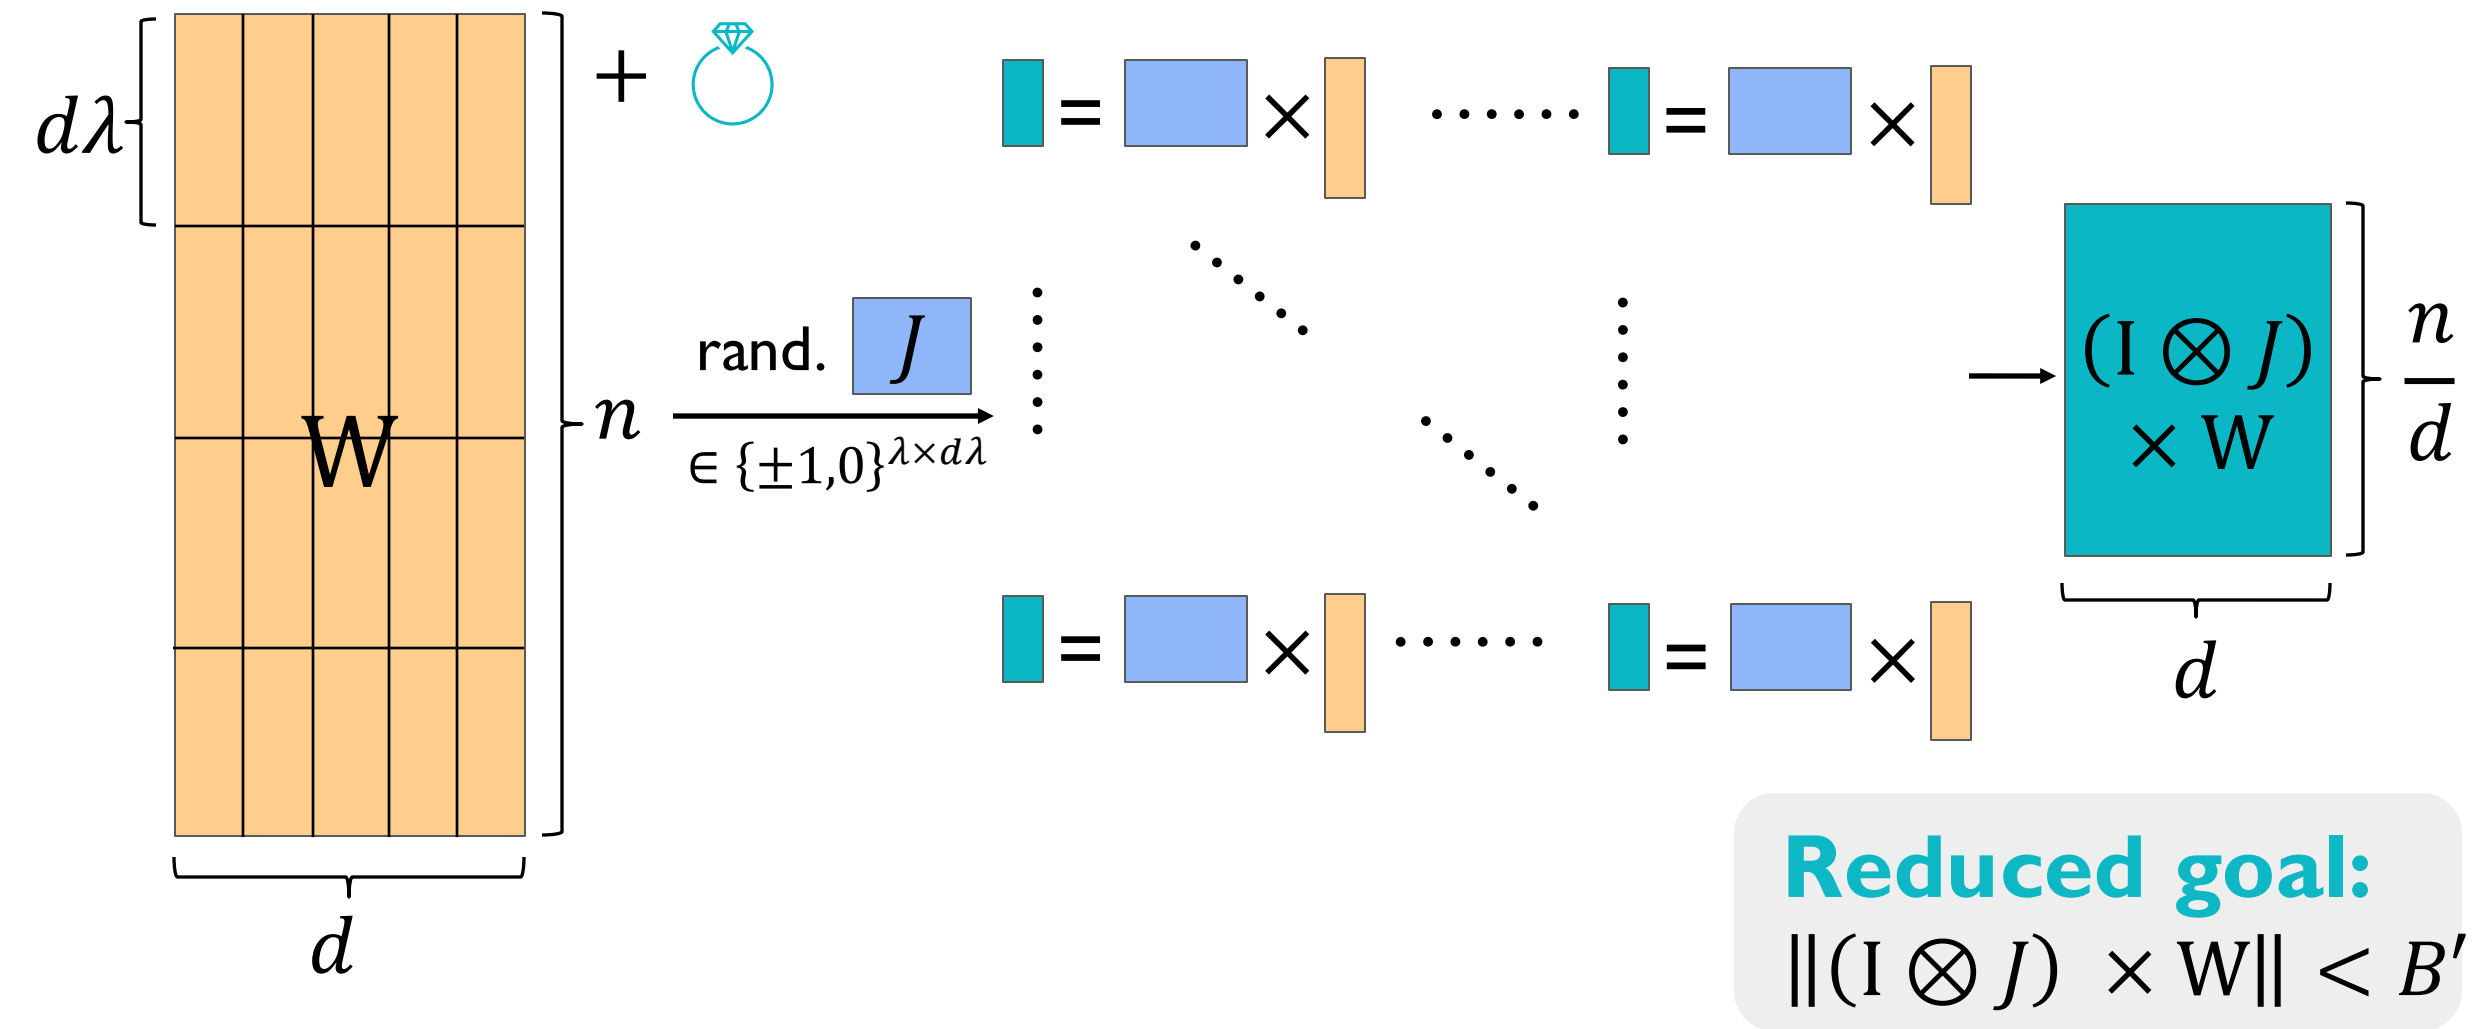 dλ
W
n
d
+
rand. J
∈ {±1,0}^{λ×dλ}
= × ...... = ×
= × ...... = ×
(I ⊗ J)
× W
n
d
d
Reduced goal:
‖(I ⊗ J) × W‖ < B′